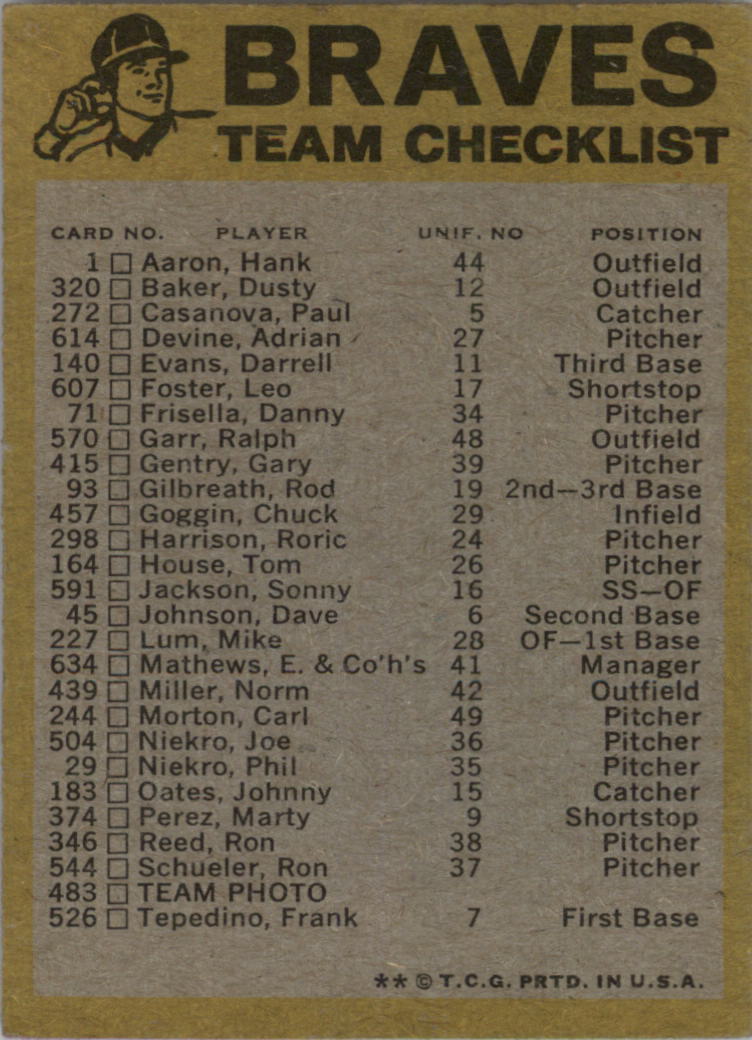 BRAVES
TEAM CHECKLIST
CARD NO. PLAYER UNIF. NO POSITION
1 □ Aaron, Hank 44 Outfield
320 □ Baker, Dusty 12 Outfield
272 □ Casanova, Paul 5 Catcher
614 □ Devine, Adrian 27 Pitcher
140 □ Evans, Darrell 11 Third Base
607 □ Foster, Leo 17 Shortstop
71 □ Frisella, Danny 34 Pitcher
570 □ Garr, Ralph 48 Outfield
415 □ Gentry, Gary 39 Pitcher
93 □ Gilbreath, Rod 19 2nd—3rd Base
457 □ Goggin, Chuck 29 Infield
298 □ Harrison, Roric 24 Pitcher
164 □ House, Tom 26 Pitcher
591 □ Jackson, Sonny 16 SS—OF
45 □ Johnson, Dave 6 Second Base
227 □ Lum, Mike 28 OF—1st Base
634 □ Mathews, E. & Co'h's 41 Manager
439 □ Miller, Norm 42 Outfield
244 □ Morton, Carl 49 Pitcher
504 □ Niekro, Joe 36 Pitcher
29 □ Niekro, Phil 35 Pitcher
183 □ Oates, Johnny 15 Catcher
374 □ Perez, Marty 9 Shortstop
346 □ Reed, Ron 38 Pitcher
544 □ Schueler, Ron 37 Pitcher
483 □ TEAM PHOTO
526 □ Tepedino, Frank 7 First Base
** © T.C.G. PRTD. IN U.S.A.